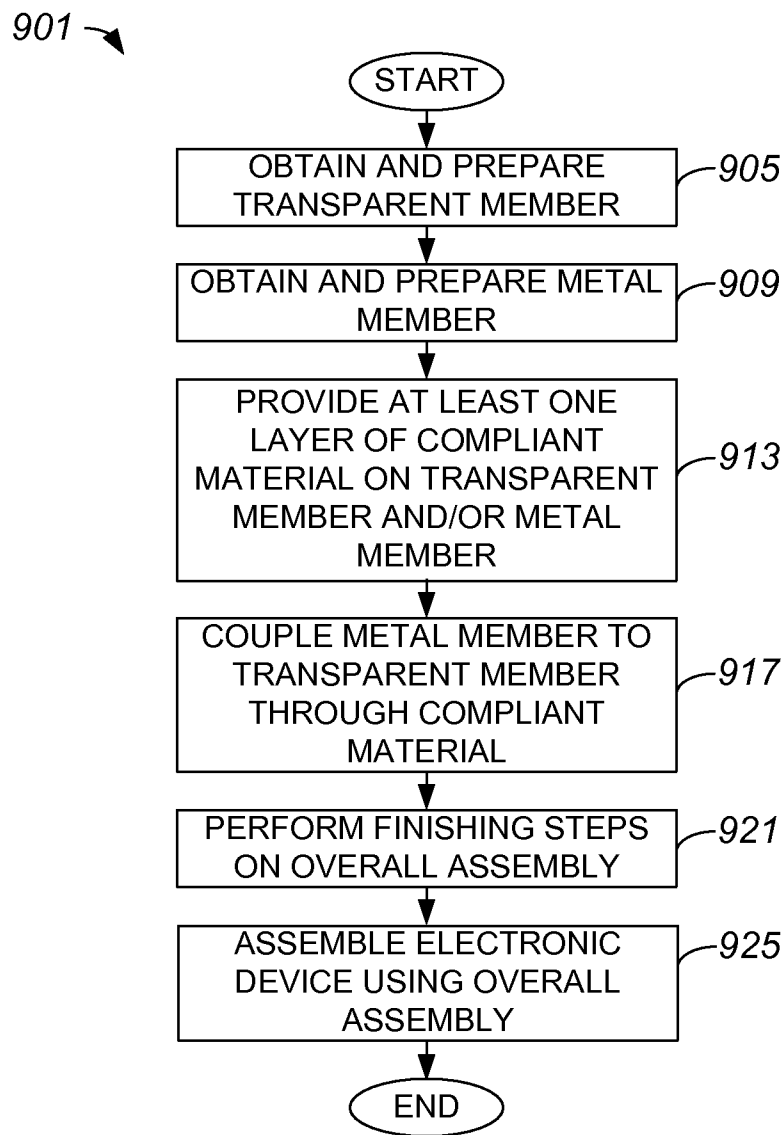 901
START
OBTAIN AND PREPARE
TRANSPARENT MEMBER
905
OBTAIN AND PREPARE METAL
MEMBER
909
PROVIDE AT LEAST ONE
LAYER OF COMPLIANT
MATERIAL ON TRANSPARENT
MEMBER AND/OR METAL
MEMBER
913
COUPLE METAL MEMBER TO
TRANSPARENT MEMBER
THROUGH COMPLIANT
MATERIAL
917
PERFORM FINISHING STEPS
ON OVERALL ASSEMBLY
921
ASSEMBLE ELECTRONIC
DEVICE USING OVERALL
ASSEMBLY
925
END